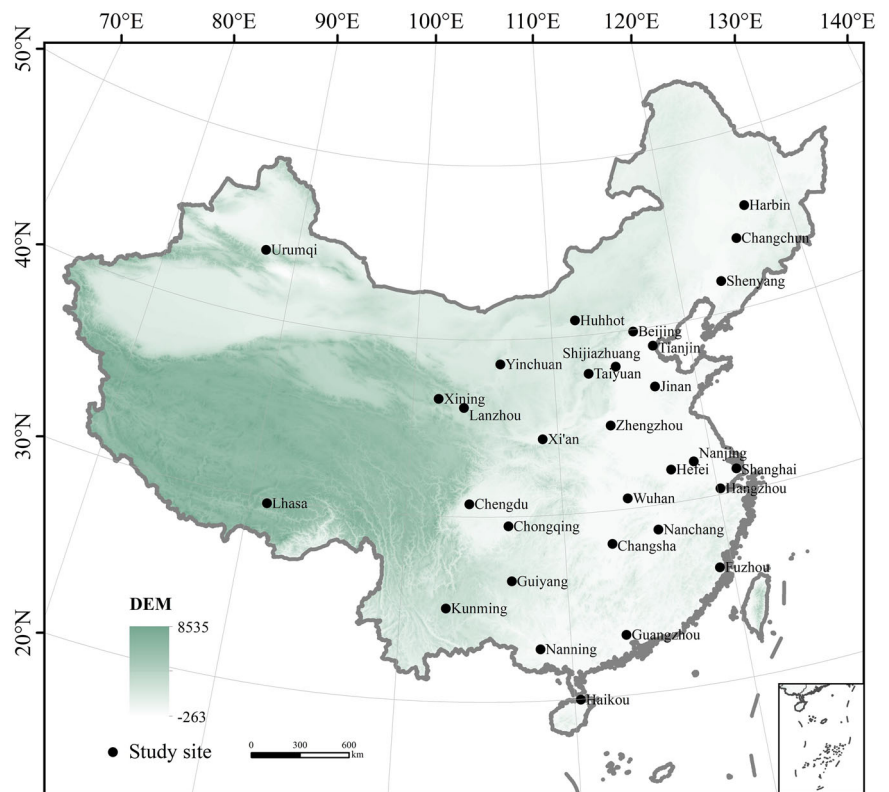 70°E 80°E 90°E 100°E 110°E 120°E 130°E 140°E
50°N
40°N
30°N
20°N
Harbin
Changchun
Urumqi
Shenyang
Huhhot
Beijing
Tianjin
Shijiazhuang
Yinchuan
Taiyuan
Jinan
Xining
Lanzhou
Zhengzhou
Xi'an
Nanjing
Hefei
Shanghai
Hangzhou
Lhasa
Chengdu
Wuhan
Chongqing
Nanchang
Changsha
Fuzhou
Guiyang
Kunming
Guangzhou
Nanning
Haikou
DEM
8535
-263
Study site
0 300 600
km